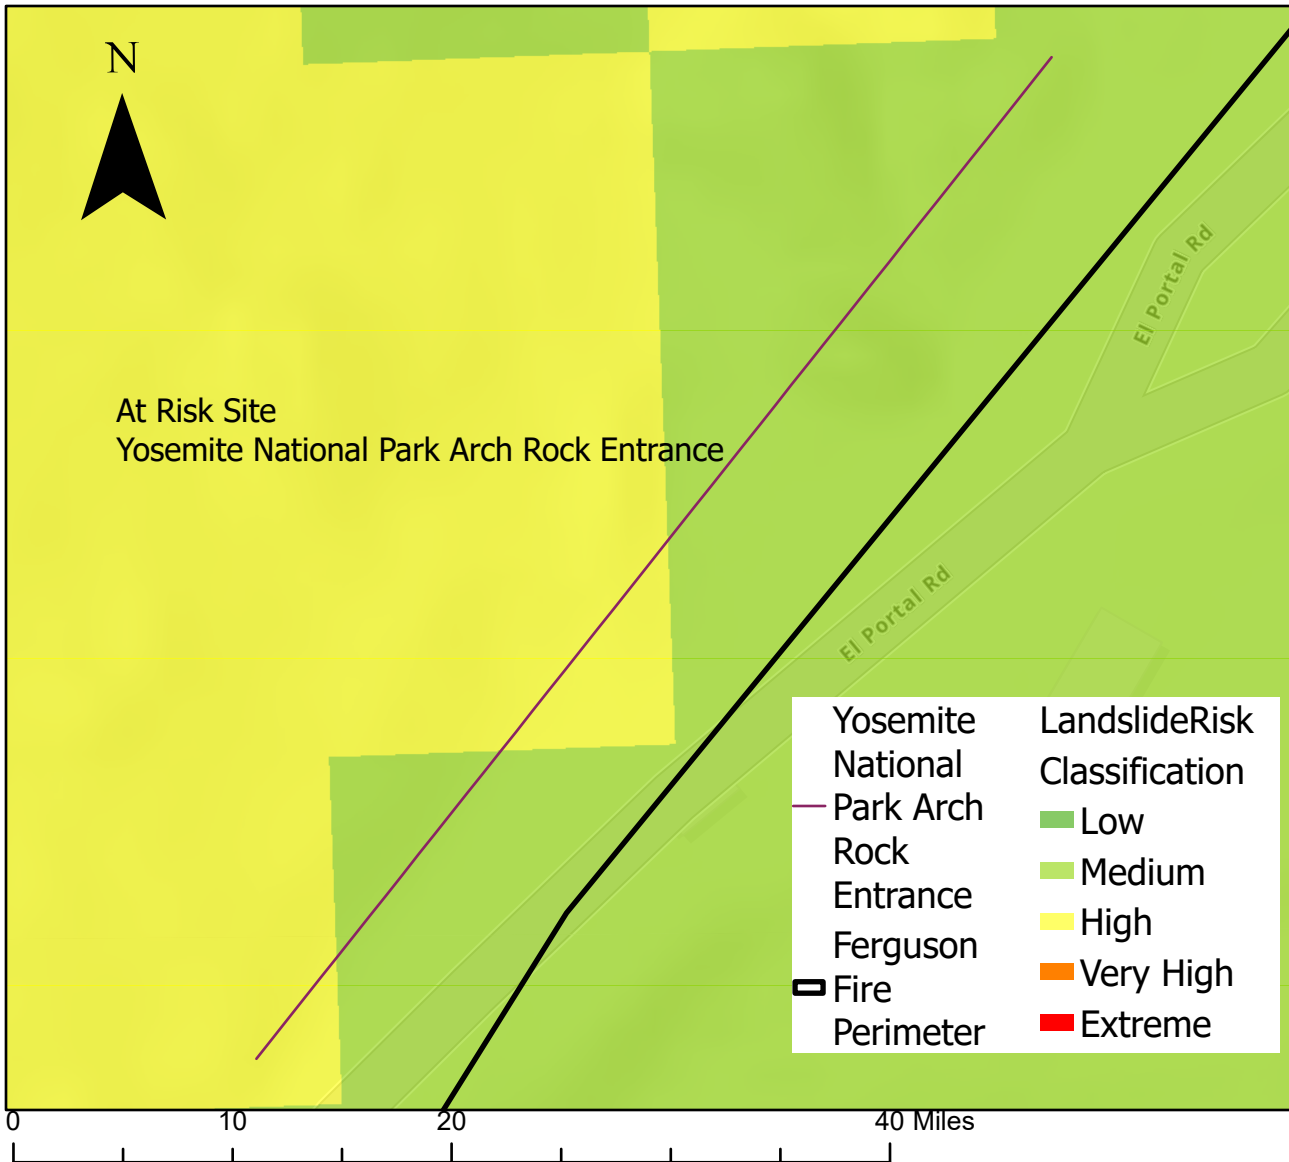 N
El Portal Rd
At Risk Site
Yosemite National Park Arch Rock Entrance
El Portal Rd
Yosemite
National
Park Arch
Rock
Entrance
Ferguson
Fire
Perimeter
LandslideRisk
Classification
Low
Medium
High
Very High
Extreme
0 10 20 40 Miles